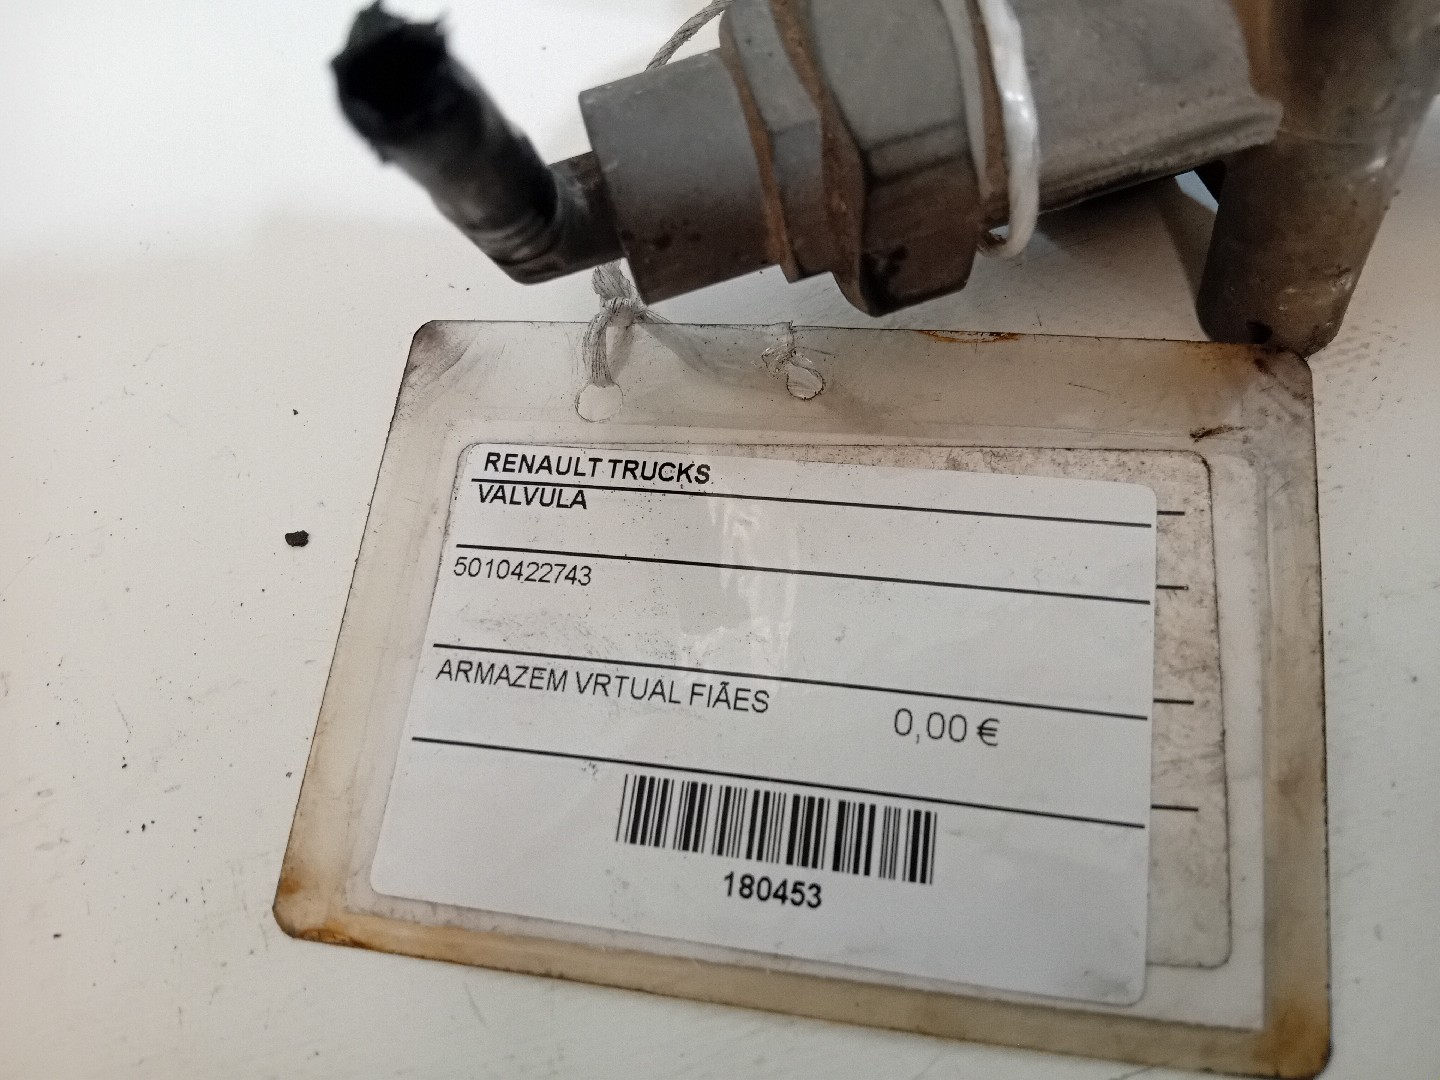 RENAULT TRUCKS
VALVULA
5010422743
ARMAZEM VRTUAL FIÃES
0,00 €
180453